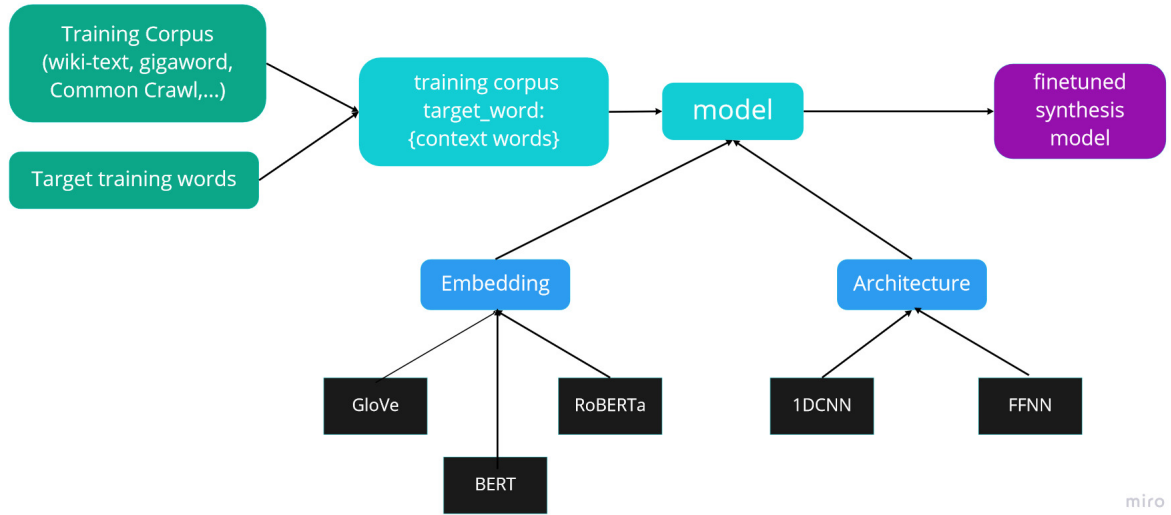 Training Corpus
(wiki-text, gigaword,
Common Crawl,...)
Target training words
training corpus
target_word:
{context words}
model
finetuned
synthesis
model
Embedding
Architecture
GloVe
RoBERTa
1DCNN
FFNN
BERT
miro